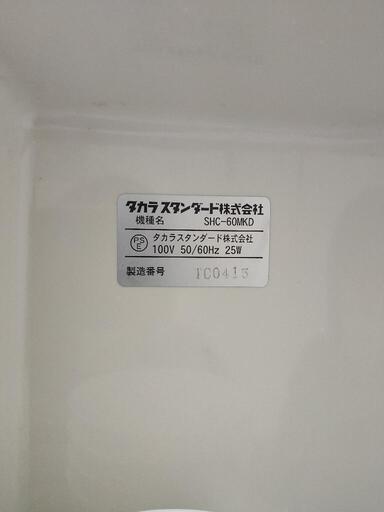 タカラスタンダード株式会社
機種名 SHC-60MKD
PS E タカラスタンダード株式会社
100V 50/60Hz 25W
製造番号 TC0413